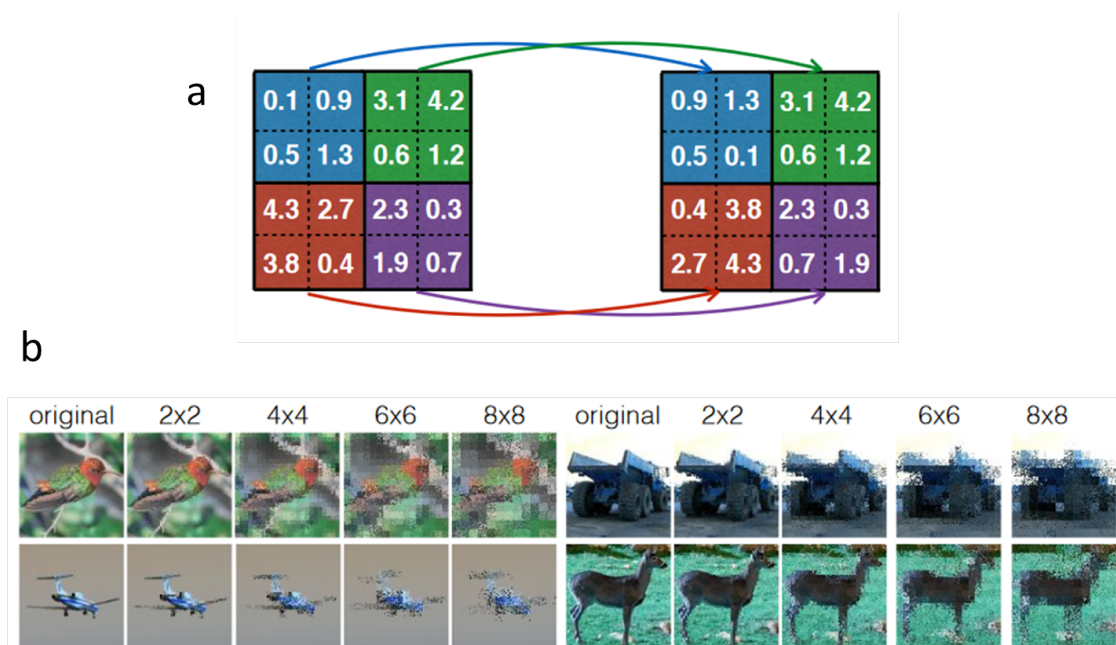 a
0.1 0.9 3.1 4.2 0.9 1.3 3.1 4.2
0.5 1.3 0.6 1.2 0.5 0.1 0.6 1.2
4.3 2.7 2.3 0.3 0.4 3.8 2.3 0.3
3.8 0.4 1.9 0.7 2.7 4.3 0.7 1.9
b
original 2x2 4x4 6x6 8x8 original 2x2 4x4 6x6 8x8